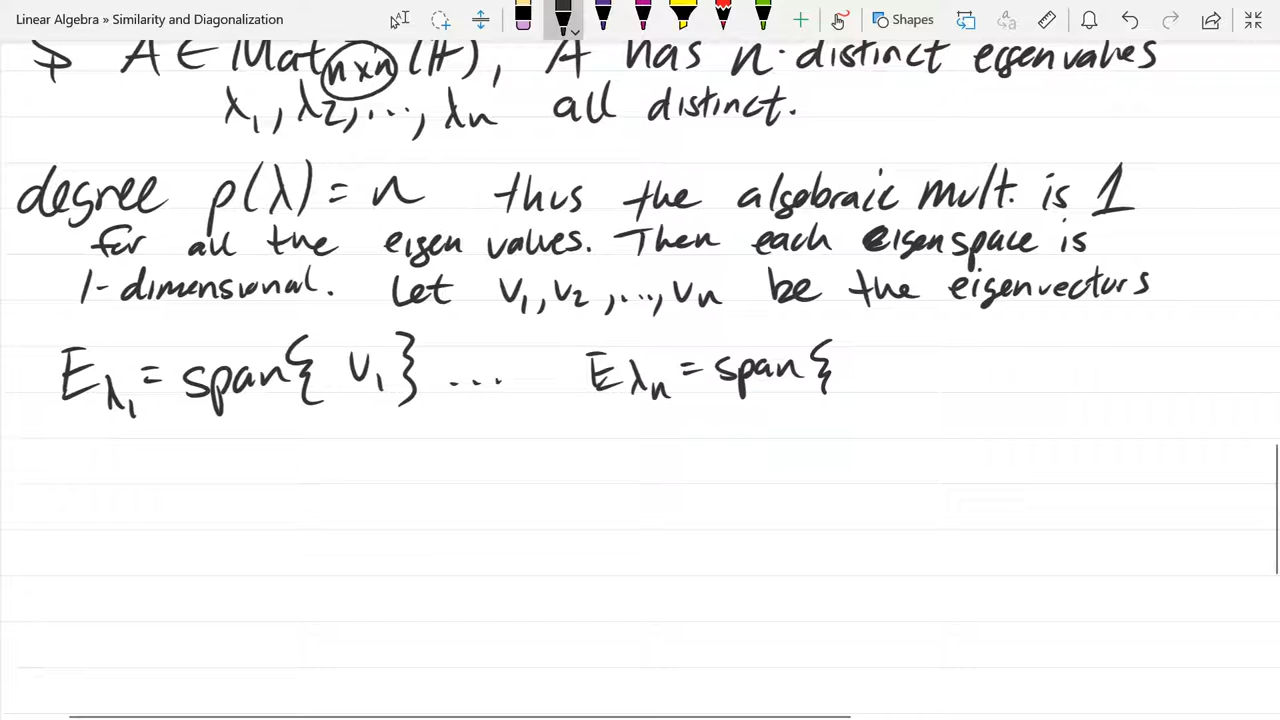 Linear Algebra » Similarity and Diagonalization
Shapes
A ∈ Mat n×n (F), A has n-distinct eigenvalues
λ1, λ2, ..., λn all distinct.
degree p(λ) = n thus the algebraic mult. is 1
for all the eigen values. Then each eigenspace is
1-dimensional. Let v1, v2, ..., vn be the eigenvectors
Eλ1 = span{ v1 } ... Eλn = span{